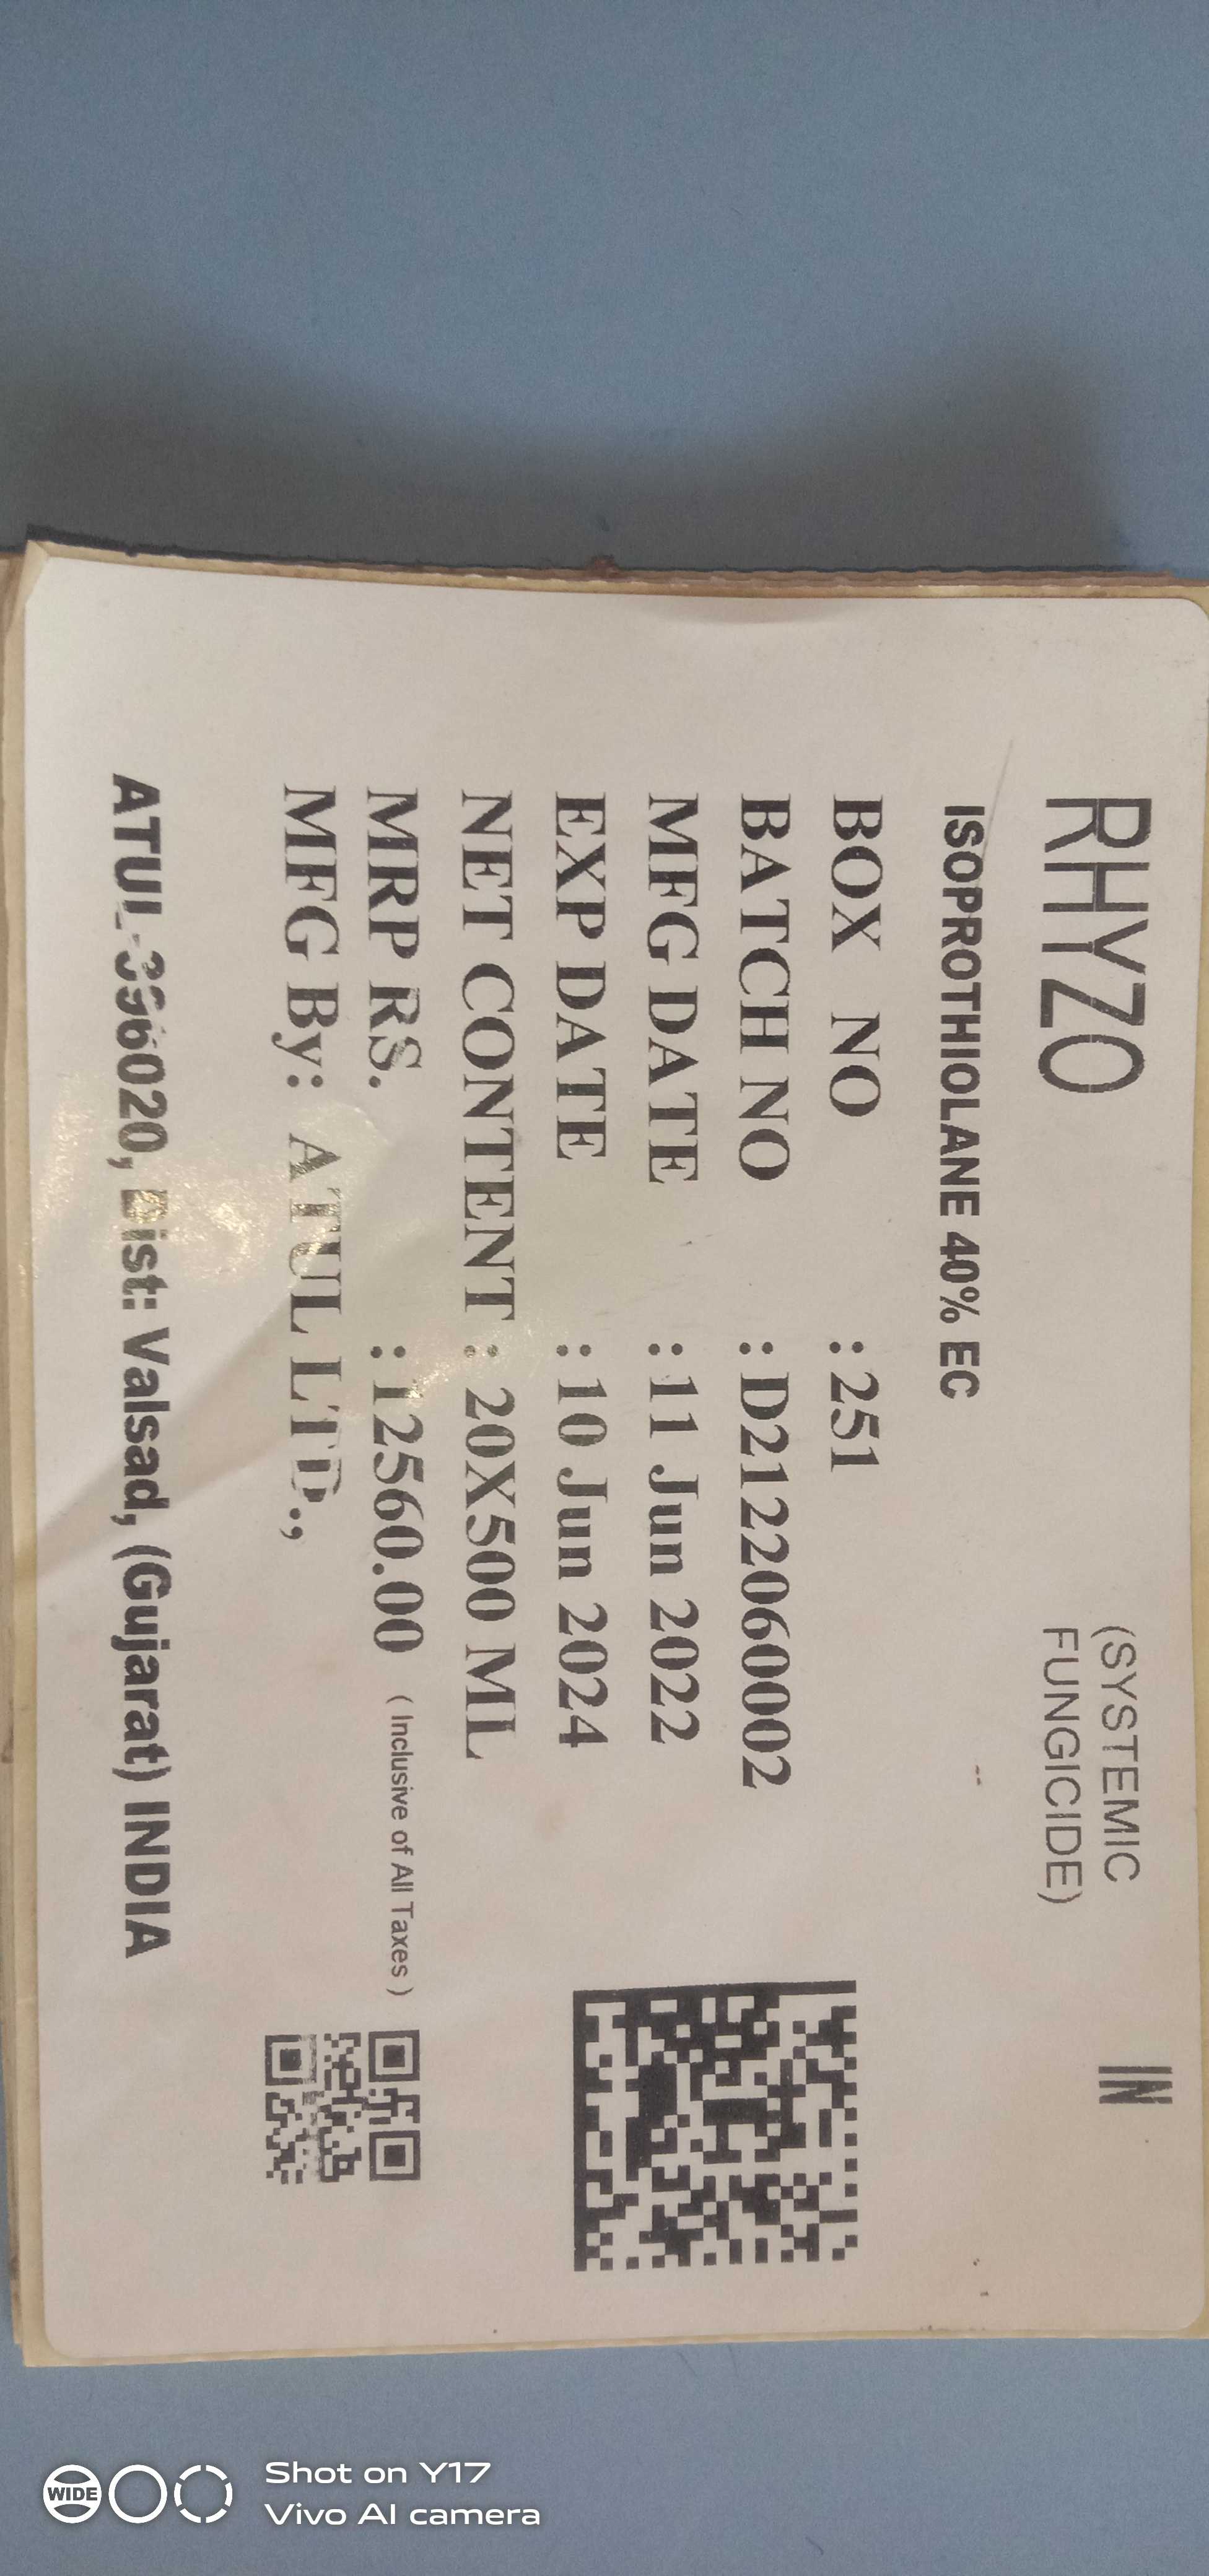 RHYZO
(SYSTEMIC
FUNGICIDE)
IN
ISOPROTHIOLANE 40% EC
BOX NO : 251
BATCH NO : D2122060002
MFG DATE : 11 Jun 2022
EXP DATE : 10 Jun 2024
NET CONTENT : 20X500 ML
MRP RS. : 12560.00 ( Inclusive of All Taxes )
MFG By: ATUL LTD.,
ATUL-396020, Dist: Valsad, (Gujarat) INDIA
WIDE
Shot on Y17
Vivo AI camera